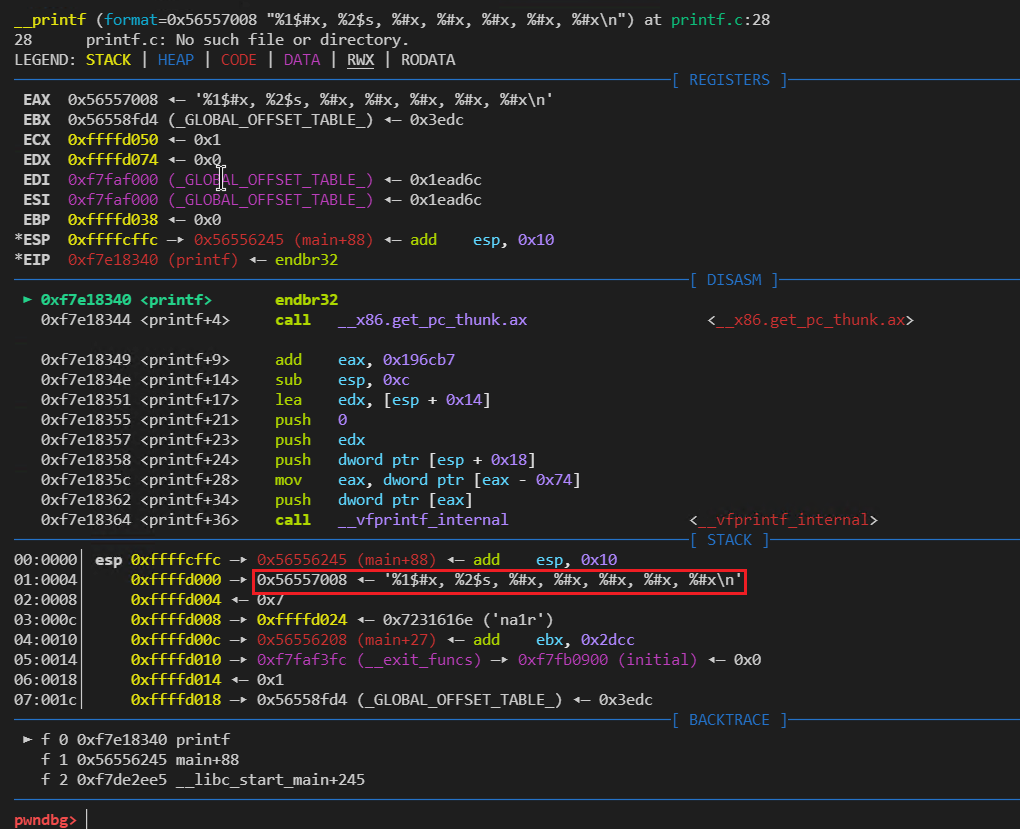 __printf (format=0x56557008 "%1$#x, %2$s, %#x, %#x, %#x, %#x, %#x\n") at printf.c:28
28      printf.c: No such file or directory.
LEGEND: STACK | HEAP | CODE | DATA | RWX | RODATA
[ REGISTERS ]
EAX  0x56557008 ◂— '%1$#x, %2$s, %#x, %#x, %#x, %#x, %#x\n'
EBX  0x56558fd4 (_GLOBAL_OFFSET_TABLE_) ◂— 0x3edc
ECX  0xffffd050 ◂— 0x1
EDX  0xffffd074 ◂— 0x0
EDI  0xf7faf000 (_GLOBAL_OFFSET_TABLE_) ◂— 0x1ead6c
ESI  0xf7faf000 (_GLOBAL_OFFSET_TABLE_) ◂— 0x1ead6c
EBP  0xffffd038 ◂— 0x0
*ESP  0xffffcffc —▸ 0x56556245 (main+88) ◂— add    esp, 0x10
*EIP  0xf7e18340 (printf) ◂— endbr32
[ DISASM ]
► 0xf7e18340 <printf>       endbr32
0xf7e18344 <printf+4>     call   __x86.get_pc_thunk.ax                    <__x86.get_pc_thunk.ax>
0xf7e18349 <printf+9>     add    eax, 0x196cb7
0xf7e1834e <printf+14>    sub    esp, 0xc
0xf7e18351 <printf+17>    lea    edx, [esp + 0x14]
0xf7e18355 <printf+21>    push   0
0xf7e18357 <printf+23>    push   edx
0xf7e18358 <printf+24>    push   dword ptr [esp + 0x18]
0xf7e1835c <printf+28>    mov    eax, dword ptr [eax - 0x74]
0xf7e18362 <printf+34>    push   dword ptr [eax]
0xf7e18364 <printf+36>    call   __vfprintf_internal                    <__vfprintf_internal>
[ STACK ]
00:0000│ esp 0xffffcffc —▸ 0x56556245 (main+88) ◂— add    esp, 0x10
01:0004│     0xffffd000 —▸ 0x56557008 ◂— '%1$#x, %2$s, %#x, %#x, %#x, %#x, %#x\n'
02:0008│     0xffffd004 ◂— 0x7
03:000c│     0xffffd008 —▸ 0xffffd024 ◂— 0x7231616e ('na1r')
04:0010│     0xffffd00c —▸ 0x56556208 (main+27) ◂— add    ebx, 0x2dcc
05:0014│     0xffffd010 —▸ 0xf7faf3fc (__exit_funcs) —▸ 0xf7fb0900 (initial) ◂— 0x0
06:0018│     0xffffd014 ◂— 0x1
07:001c│     0xffffd018 —▸ 0x56558fd4 (_GLOBAL_OFFSET_TABLE_) ◂— 0x3edc
[ BACKTRACE ]
► f 0 0xf7e18340 printf
f 1 0x56556245 main+88
f 2 0xf7de2ee5 __libc_start_main+245
pwndbg>